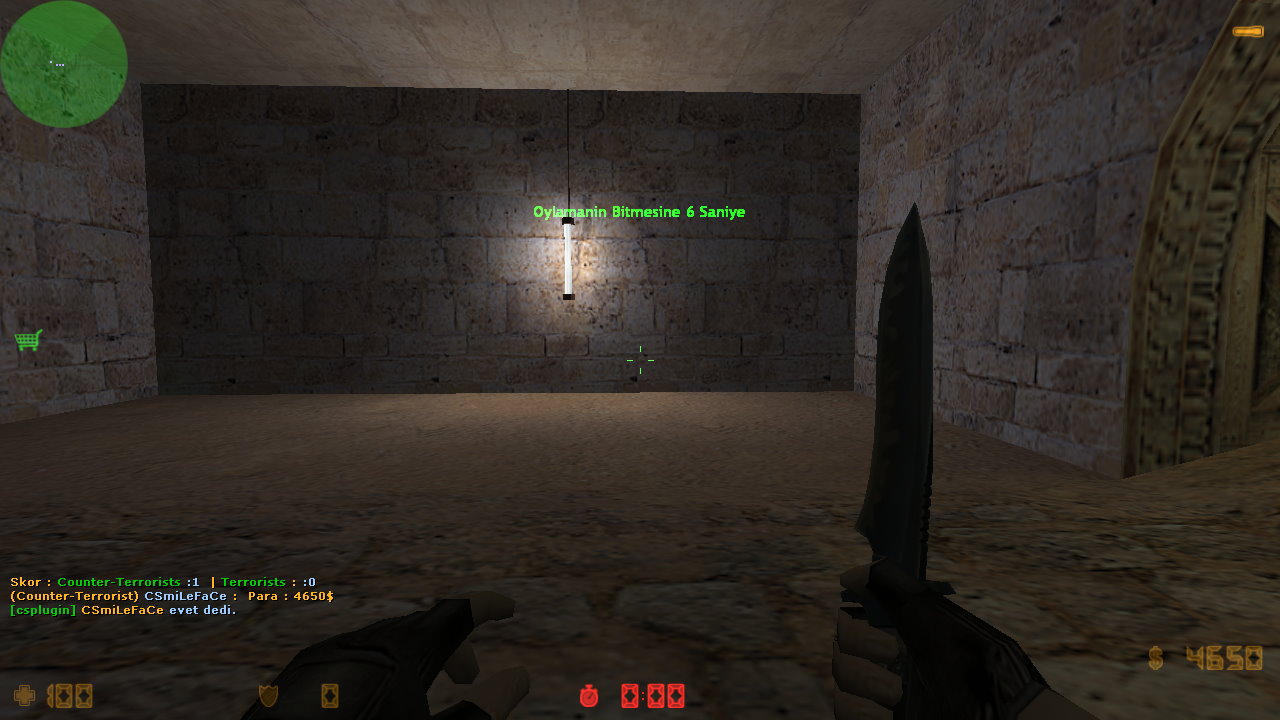 Oylamanin Bitmesine 6 Saniye
Skor : Counter-Terrorists :1 | Terrorists : :0
(Counter-Terrorist) CSmiLeFaCe : Para : 4650$
[csplugin] CSmiLeFaCe evet dedi.
$ 4650
100 0 0:00